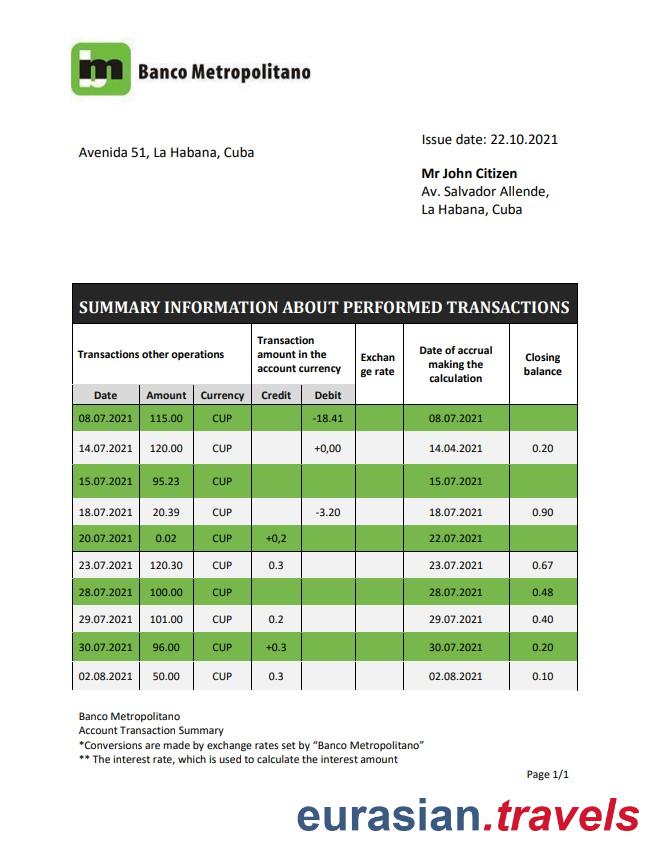 bm Banco Metropolitano
Avenida 51, La Habana, Cuba
Issue date: 22.10.2021
Mr John Citizen
Av. Salvador Allende,
La Habana, Cuba
SUMMARY INFORMATION ABOUT PERFORMED TRANSACTIONS
Transactions other operations
Transaction
amount in the
account currency
Exchan
ge rate
Date of accrual
making the
calculation
Closing
balance
Date Amount Currency Credit Debit
08.07.2021 115.00 CUP -18.41 08.07.2021
14.07.2021 120.00 CUP +0,00 14.04.2021 0.20
15.07.2021 95.23 CUP 15.07.2021
18.07.2021 20.39 CUP -3.20 18.07.2021 0.90
20.07.2021 0.02 CUP +0,2 22.07.2021
23.07.2021 120.30 CUP 0.3 23.07.2021 0.67
28.07.2021 100.00 CUP 28.07.2021 0.48
29.07.2021 101.00 CUP 0.2 29.07.2021 0.40
30.07.2021 96.00 CUP +0.3 30.07.2021 0.20
02.08.2021 50.00 CUP 0.3 02.08.2021 0.10
Banco Metropolitano
Account Transaction Summary
*Conversions are made by exchange rates set by “Banco Metropolitano”
** The interest rate, which is used to calculate the interest amount
Page 1/1
eurasian.travels